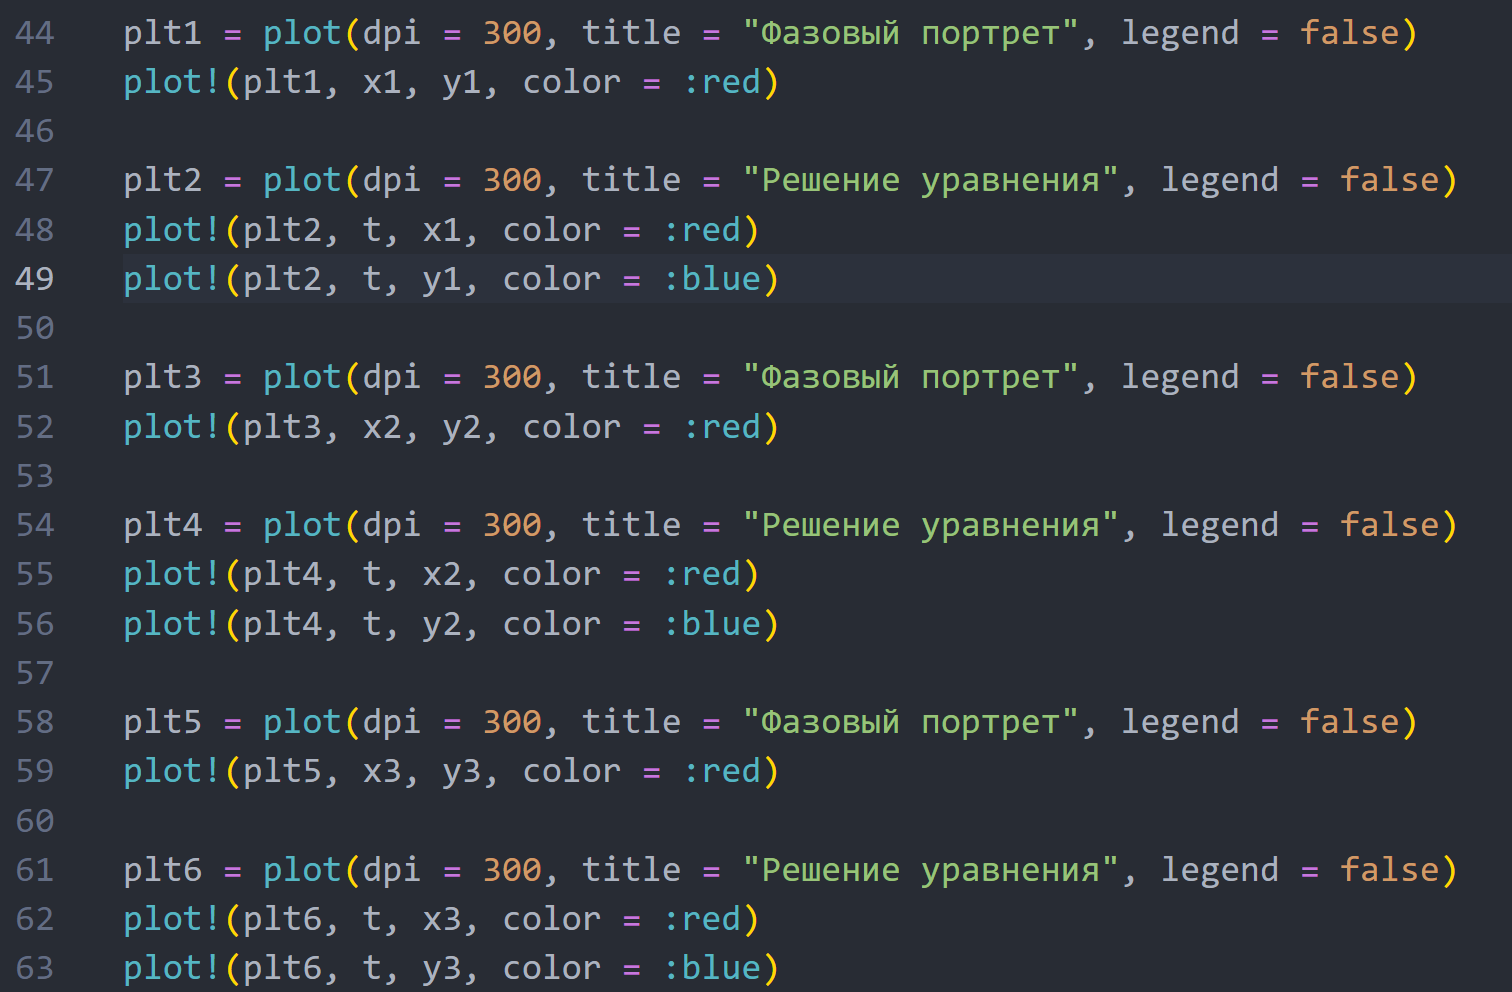 44 plt1 = plot(dpi = 300, title = "Фазовый портрет", legend = false)
45 plot!(plt1, x1, y1, color = :red)
46
47 plt2 = plot(dpi = 300, title = "Решение уравнения", legend = false)
48 plot!(plt2, t, x1, color = :red)
49 plot!(plt2, t, y1, color = :blue)
50
51 plt3 = plot(dpi = 300, title = "Фазовый портрет", legend = false)
52 plot!(plt3, x2, y2, color = :red)
53
54 plt4 = plot(dpi = 300, title = "Решение уравнения", legend = false)
55 plot!(plt4, t, x2, color = :red)
56 plot!(plt4, t, y2, color = :blue)
57
58 plt5 = plot(dpi = 300, title = "Фазовый портрет", legend = false)
59 plot!(plt5, x3, y3, color = :red)
60
61 plt6 = plot(dpi = 300, title = "Решение уравнения", legend = false)
62 plot!(plt6, t, x3, color = :red)
63 plot!(plt6, t, y3, color = :blue)